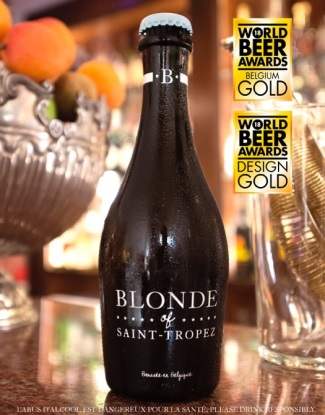 WORLD
BEER
AWARDS
BELGIUM
GOLD
WORLD
BEER
AWARDS
DESIGN
GOLD
B
BLONDE
of
SAINT-TROPEZ
Brassée en Belgique
L'ABUS D'ALCOOL EST DANGEREUX POUR LA SANTÉ, PLEASE DRINK RESPONSIBLY